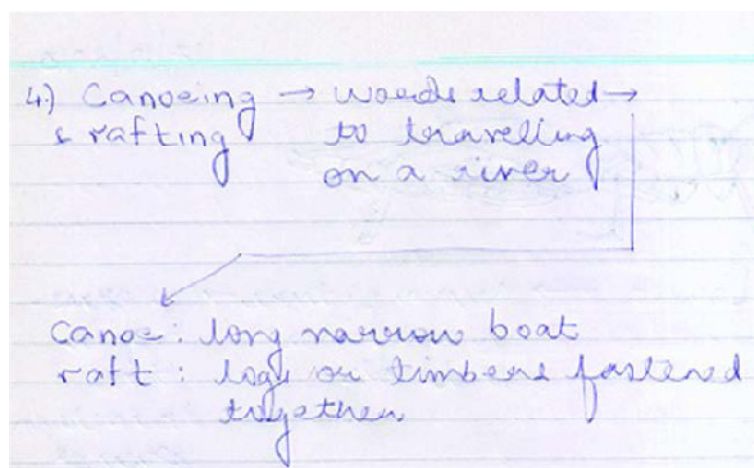 4.) Canoeing → words related →
& rafting to travelling
on a river
Canoe: long narrow boat
raft : logs or timbers fastened
together